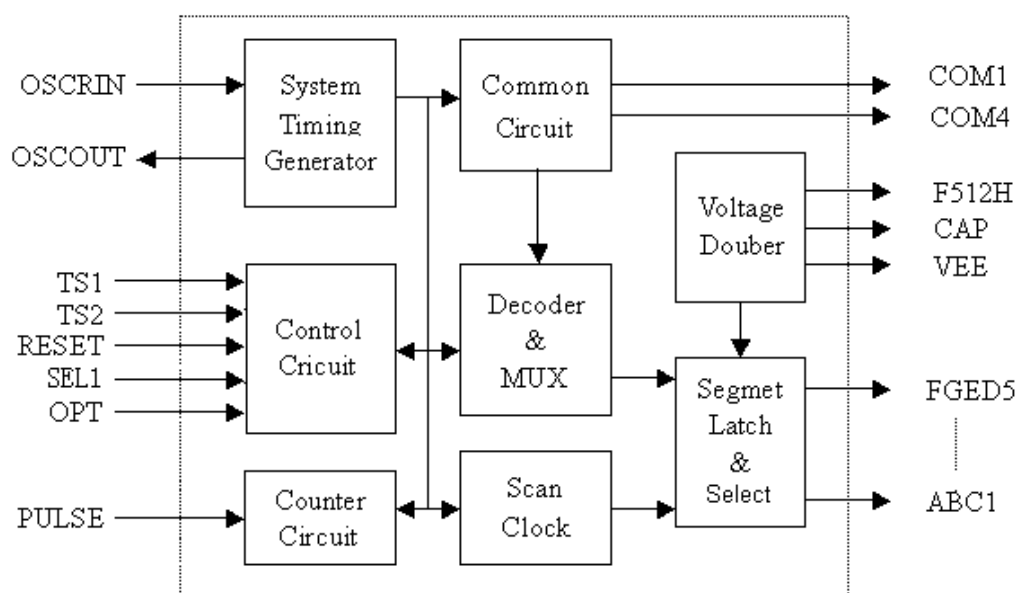 OSCRIN
OSCOUT
System
Timing
Generator
Common
Circuit
COM1
COM4
Voltage
Douber
F512H
CAP
VEE
TS1
TS2
RESET
SEL1
OPT
Control
Cricuit
Decoder
&
MUX
Segmet
Latch
&
Select
FGED5
ABC1
PULSE
Counter
Circuit
Scan
Clock